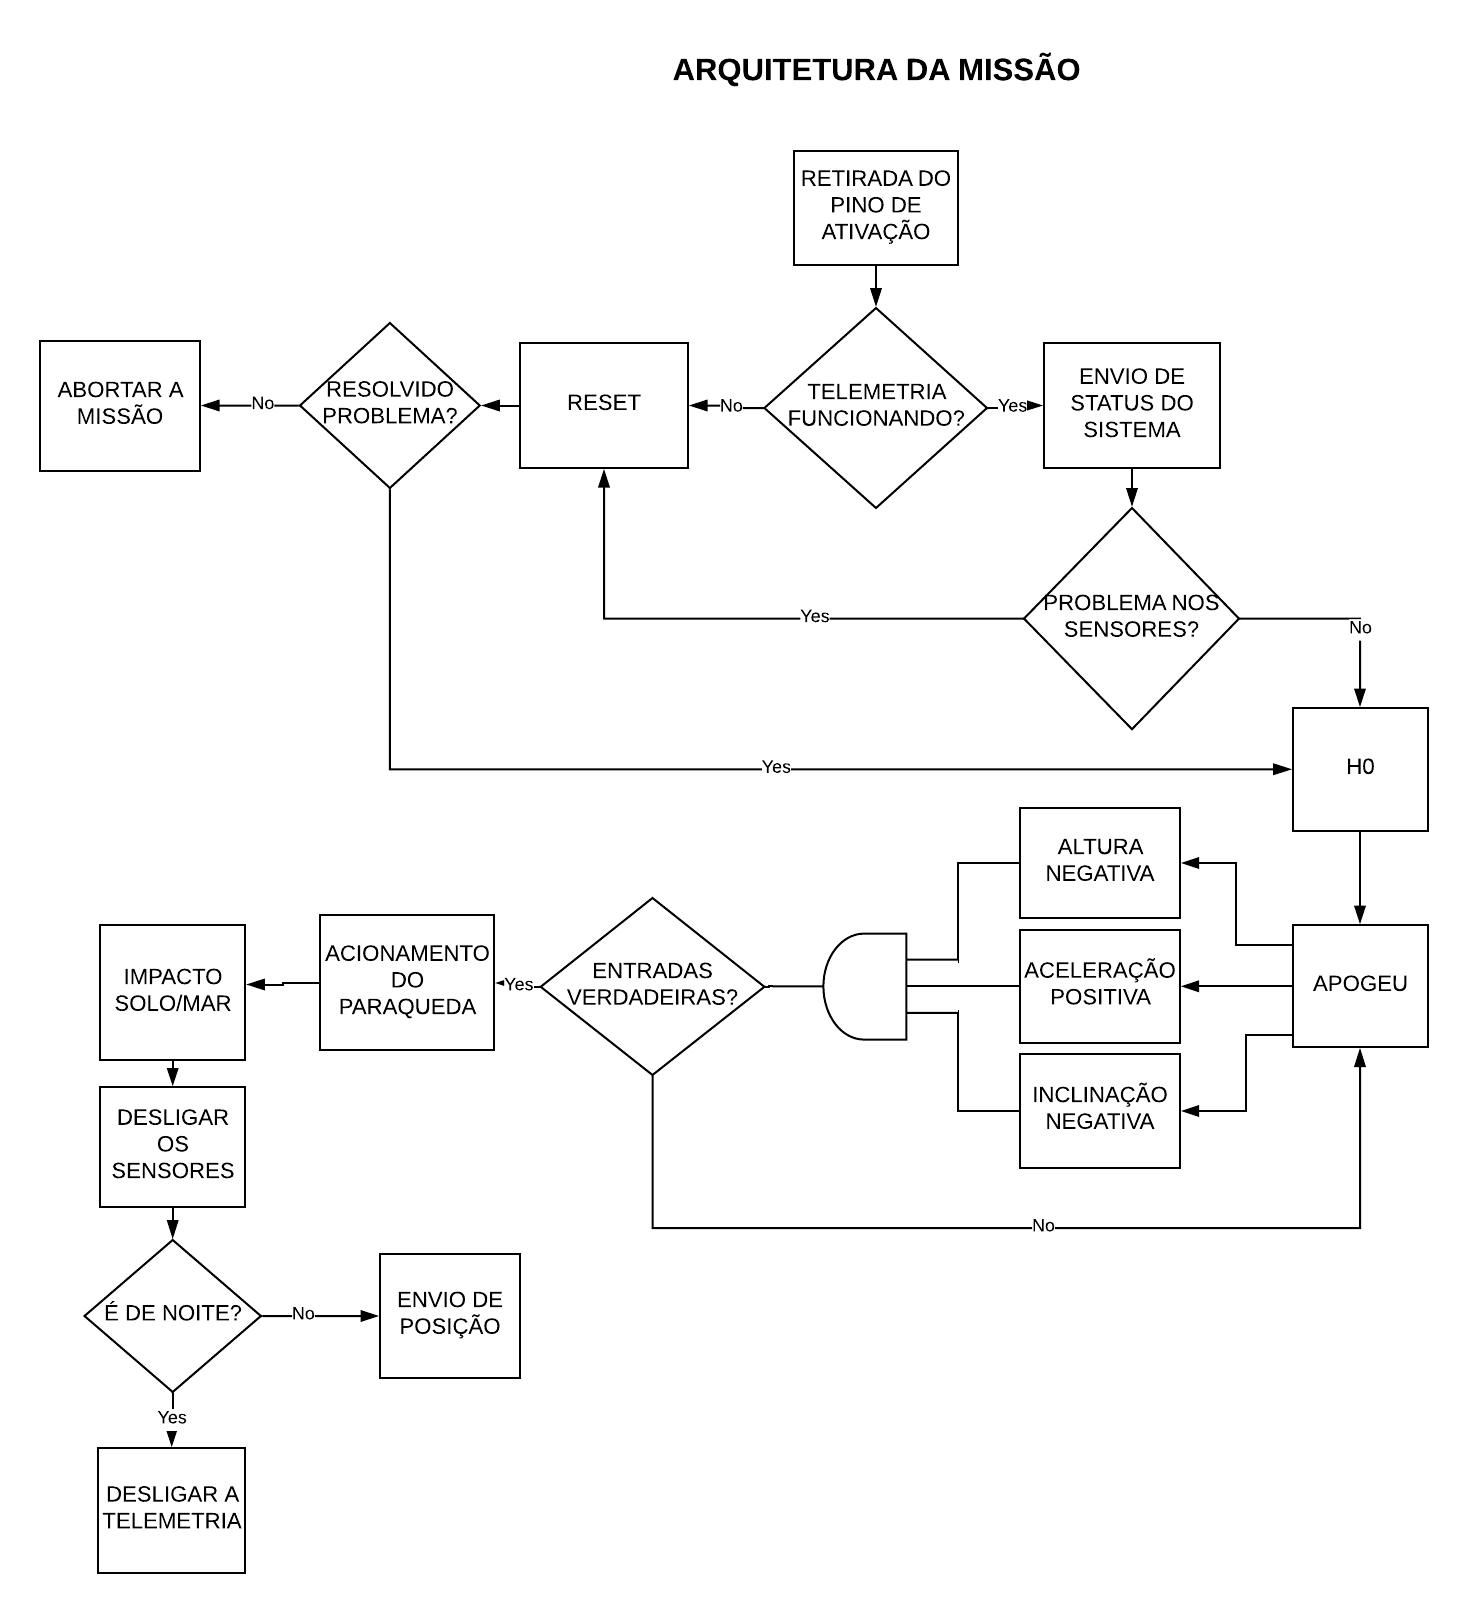 ARQUITETURA DA MISSÃO
RETIRADA DO
PINO DE
ATIVAÇÃO
ABORTAR A
MISSÃO
No
RESOLVIDO
PROBLEMA?
RESET
No
TELEMETRIA
FUNCIONANDO?
Yes
ENVIO DE
STATUS DO
SISTEMA
Yes
PROBLEMA NOS
SENSORES?
No
Yes
H0
ALTURA
NEGATIVA
IMPACTO
SOLO/MAR
ACIONAMENTO
DO
PARAQUEDA
Yes
ENTRADAS
VERDADEIRAS?
ACELERAÇÃO
POSITIVA
APOGEU
INCLINAÇÃO
NEGATIVA
DESLIGAR
OS
SENSORES
No
É DE NOITE?
No
ENVIO DE
POSIÇÃO
Yes
DESLIGAR A
TELEMETRIA